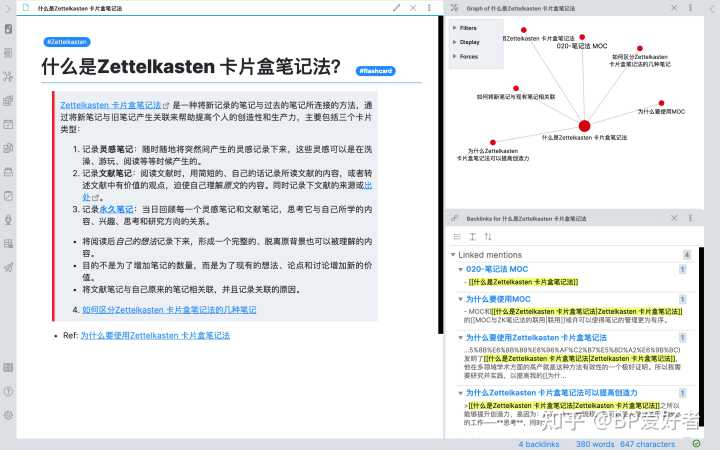 什么是Zettelkasten 卡片盒笔记法
#Zettelkasten
什么是Zettelkasten 卡片盒笔记法? #flashcard
Zettelkasten 卡片盒笔记法 是一种将新记录的笔记与过去的笔记所连接的方法，通
过将新笔记与旧笔记产生关联来帮助提高个人的创造性和生产力，主要包括三个卡片
类型：
1. 记录灵感笔记：随时随地将突然间产生的灵感记录下来，这些灵感可以是在洗
澡、游玩、阅读等等时候产生的。
2. 记录文献笔记：阅读文献时，用简短的、自己的话记录所读文献的内容，或者转
述文献中有价值的观点，迫使自己理解原文的内容。同时记录下文献的来源或出
处。
3. 记录永久笔记：当日回顾每一个灵感笔记和文献笔记，思考它与自己所学的内
容、兴趣、思考和研究方向的关系。
• 将阅读后自己的想法记录下来，形成一个完整的、脱离原背景也可以被理解的内
容。
• 目的不是为了增加笔记的数量，而是为了现有的想法、论点和讨论增加新的价
值。
• 将文献笔记与自己原来的笔记相关联、并且记录关联的原因。
4. 如何区分Zettelkasten 卡片盒笔记法的几种笔记
• Ref: 为什么要使用Zettelkasten 卡片盒笔记法
Graph of 什么是Zettelkasten 卡片盒笔记法
Filters
Display
Forces
用Zettelkasten 卡片盒笔记法
020-笔记法 MOC
如何区分Zettelkasten
卡片盒笔记法的几种笔记
如何将新笔记与现有笔记相关联
为什么要使用MOC
什么是Zettelkasten 卡片盒笔记法
为什么Zettelkasten
卡片盒笔记法可以提高创造力
Backlinks for 什么是Zettelkasten 卡片盒笔记法
Linked mentions 4
020-笔记法 MOC 1
- [[什么是Zettelkasten 卡片盒笔记法]]
为什么要使用MOC 1
- MOC和[[什么是Zettelkasten 卡片盒笔记法|Zettelkasten 卡片盒笔记法]]
的[[MOC与ZK笔记法的联用|联用]]或许可以使得笔记的管理更为有序。
为什么要使用Zettelkasten 卡片盒笔记法 1
发明了[[什么是Zettelkasten 卡片盒笔记法|Zettelkasten 卡片盒笔记法]],
他在多领域学术方面的高产就是这种方法有效性的一个很好证明。所以我需
要研究并实践，以提高我的[[为什...
为什么Zettelkasten 卡片盒笔记法可以提高创造力 1
>[[什么是Zettelkasten 卡片盒笔记法|Zettelkasten 卡片盒笔记法]]之所以
能够提升创造力，是因为
的工作——**思考**，同时
知乎 @BP爱好者
4 backlinks 380 words 647 characters